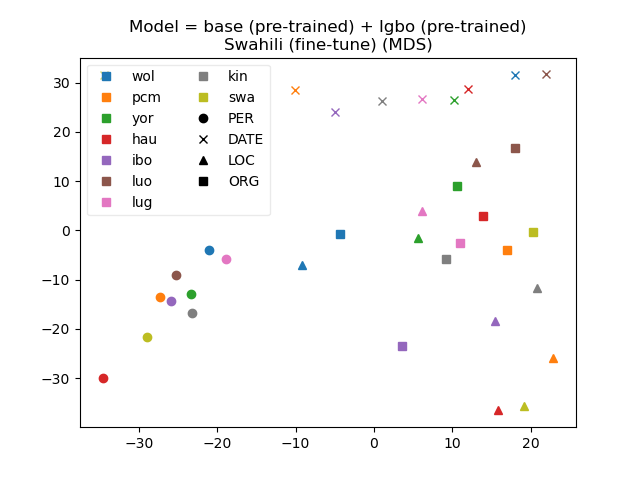 Model = base (pre-trained) + Igbo (pre-trained)
Swahili (fine-tune) (MDS)
wol
pcm
yor
hau
ibo
luo
lug
kin
swa
PER
DATE
LOC
ORG
30
20
10
0
−10
−20
−30
−30
−20
−10
0
10
20